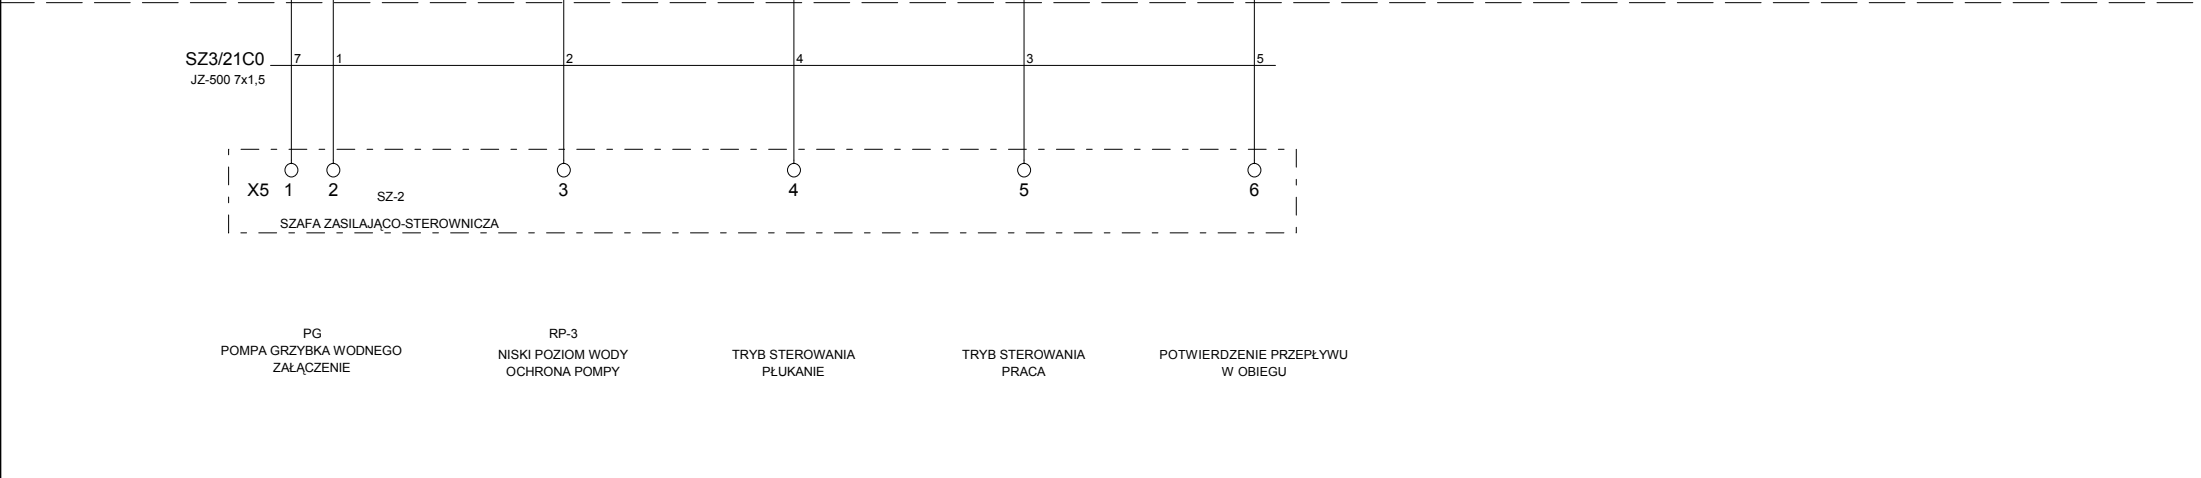 SZ3/21C0 7 1 2 4 3 5
JZ-500 7x1,5
X5 1 2 3 4 5 6
SZ-2
SZAFA ZASILAJĄCO-STEROWNICZA
PG
POMPA GRZYBKA WODNEGO
ZAŁĄCZENIE
RP-3
NISKI POZIOM WODY
OCHRONA POMPY
TRYB STEROWANIA
PŁUKANIE
TRYB STEROWANIA
PRACA
POTWIERDZENIE PRZEPŁYWU
W OBIEGU